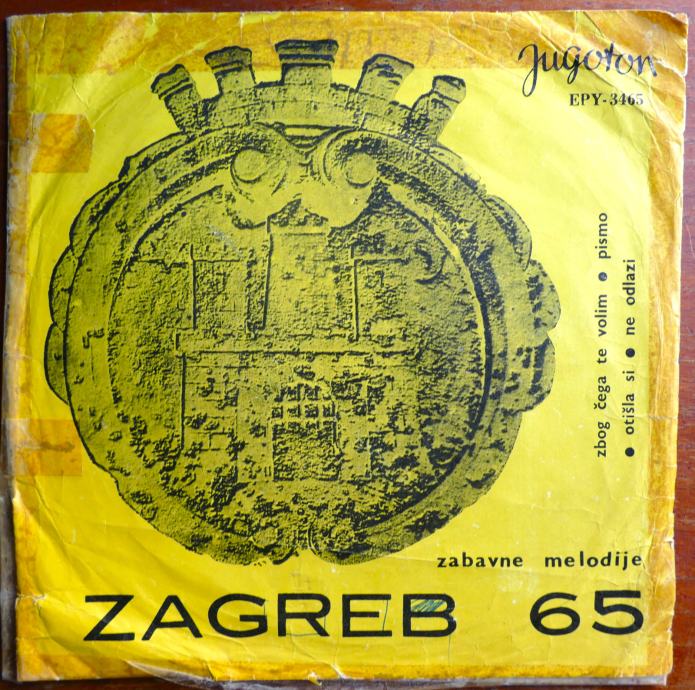 Jugoton
EPY-3465
zbog čega te volim ● pismo
● otišla si ● ne odlazi
zabavne melodije
ZAGREB 65